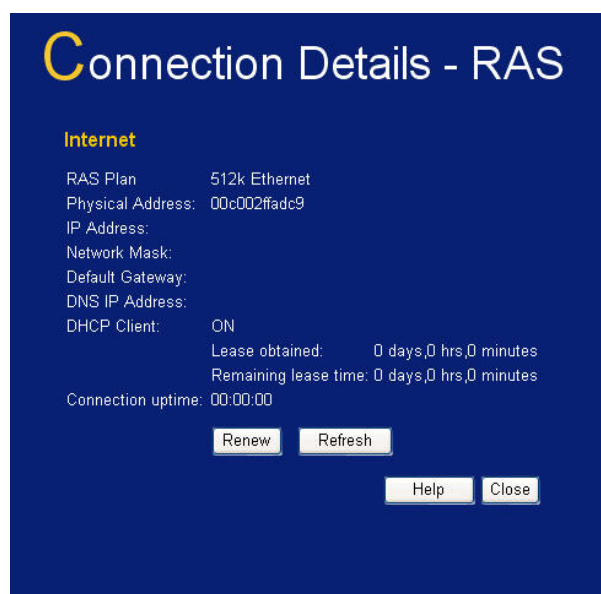 Connection Details - RAS
Internet
RAS Plan 512k Ethernet
Physical Address: 00c002ffadc9
IP Address:
Network Mask:
Default Gateway:
DNS IP Address:
DHCP Client: ON
Lease obtained: 0 days,0 hrs,0 minutes
Remaining lease time: 0 days,0 hrs,0 minutes
Connection uptime: 00:00:00
Renew Refresh
Help Close